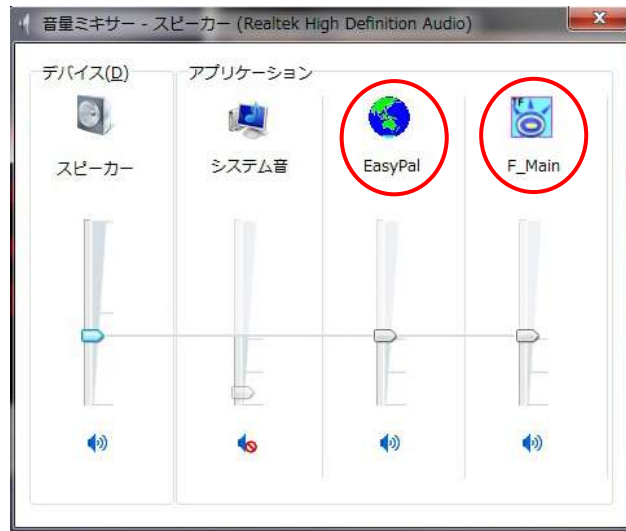 音量ミキサー - スピーカー (Realtek High Definition Audio)
デバイス(D)
アプリケーション
スピーカー
システム音
EasyPal
F_Main